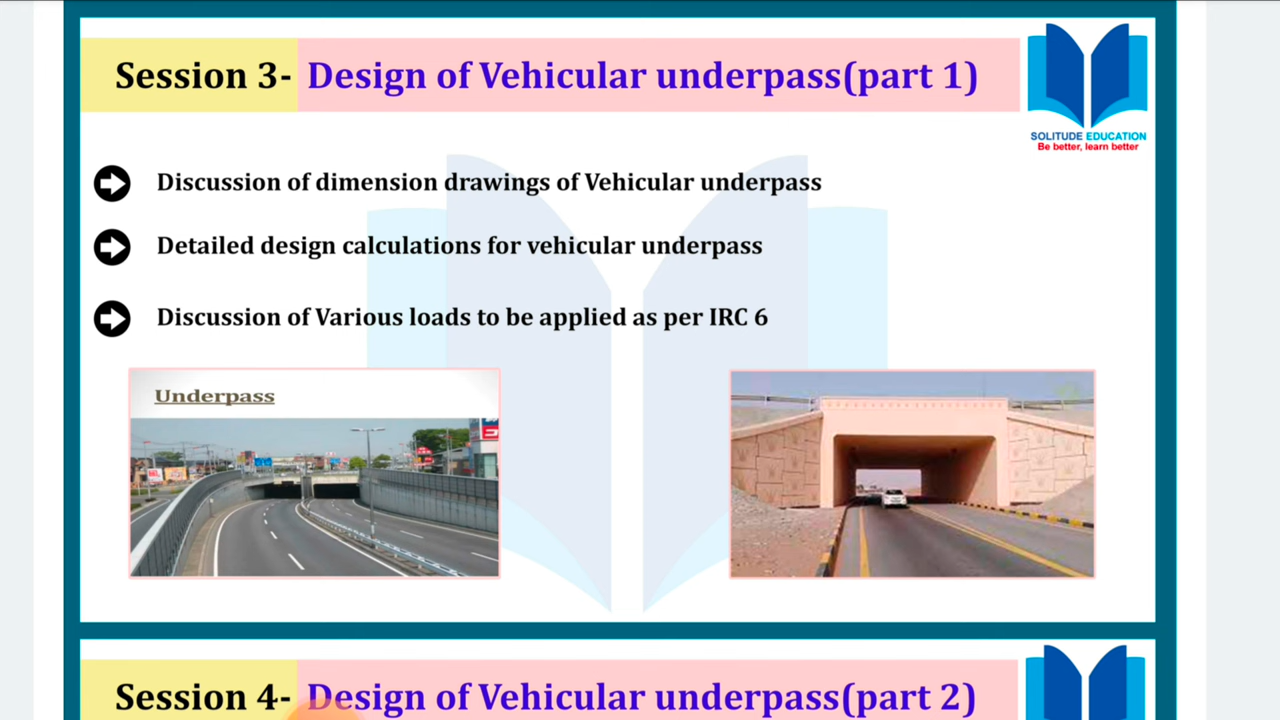 Session 3- Design of Vehicular underpass(part 1)
SOLITUDE EDUCATION
Be better, learn better
Discussion of dimension drawings of Vehicular underpass
Detailed design calculations for vehicular underpass
Discussion of Various loads to be applied as per IRC 6
Underpass
Session 4- Design of Vehicular underpass(part 2)